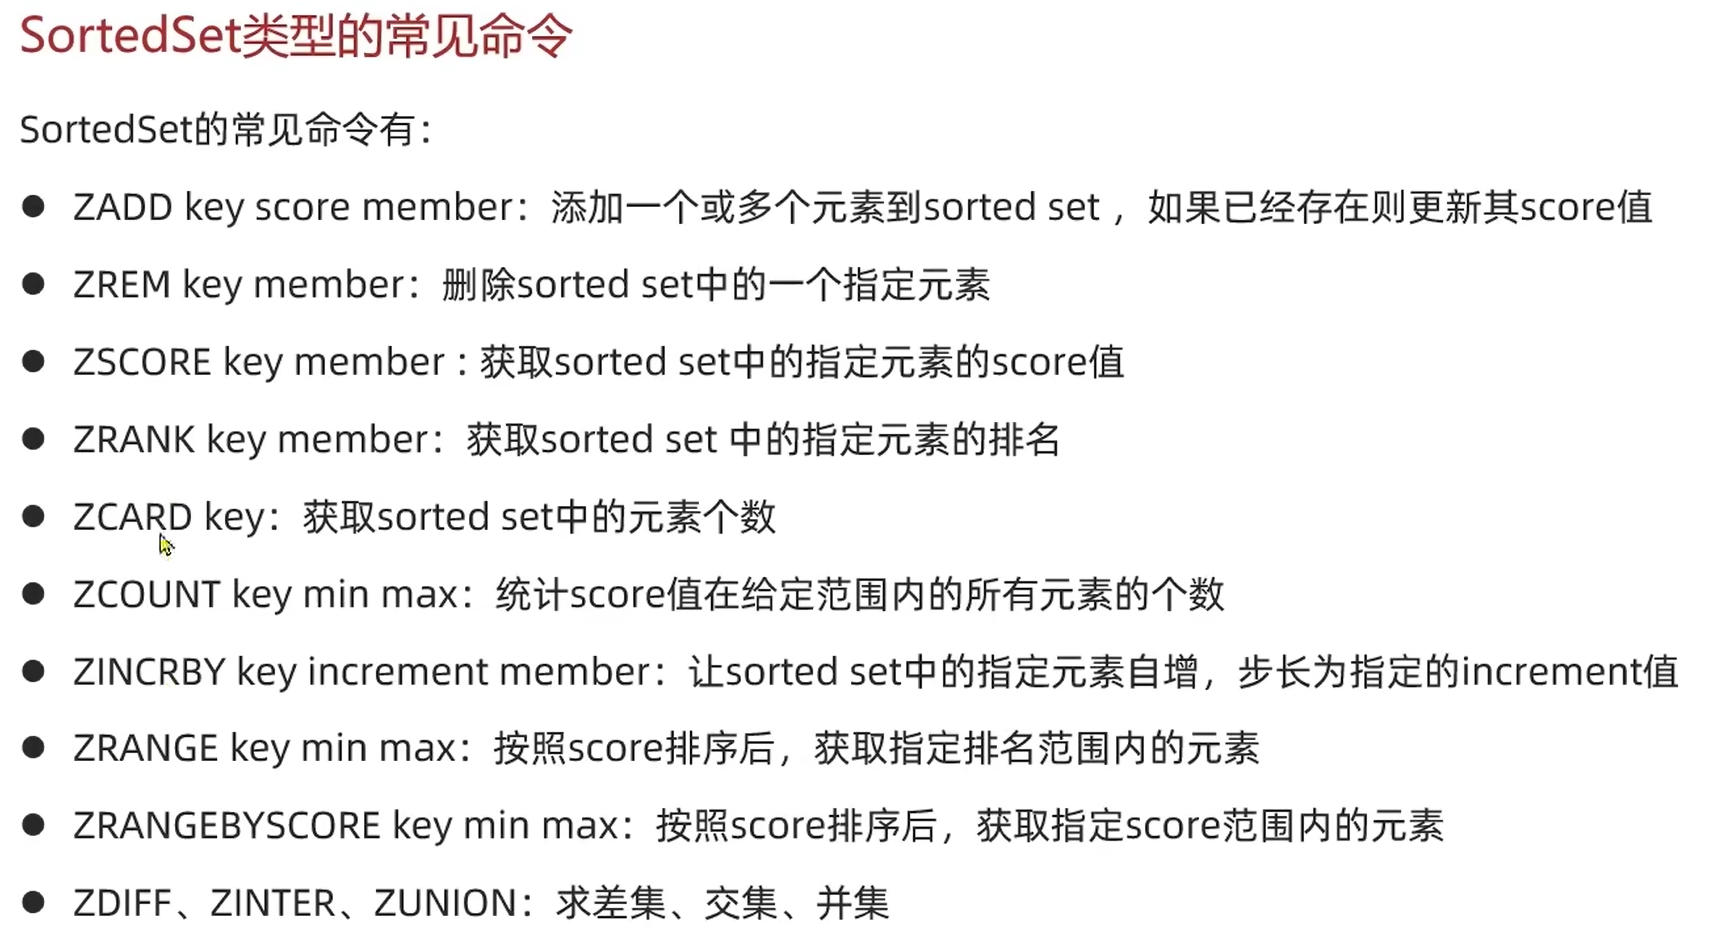 SortedSet类型的常见命令
SortedSet的常见命令有：
● ZADD key score member：添加一个或多个元素到sorted set ，如果已经存在则更新其score值
● ZREM key member：删除sorted set中的一个指定元素
● ZSCORE key member : 获取sorted set中的指定元素的score值
● ZRANK key member：获取sorted set 中的指定元素的排名
● ZCARD key：获取sorted set中的元素个数
● ZCOUNT key min max：统计score值在给定范围内的所有元素的个数
● ZINCRBY key increment member：让sorted set中的指定元素自增，步长为指定的increment值
● ZRANGE key min max：按照score排序后，获取指定排名范围内的元素
● ZRANGEBYSCORE key min max：按照score排序后，获取指定score范围内的元素
● ZDIFF、ZINTER、ZUNION：求差集、交集、并集